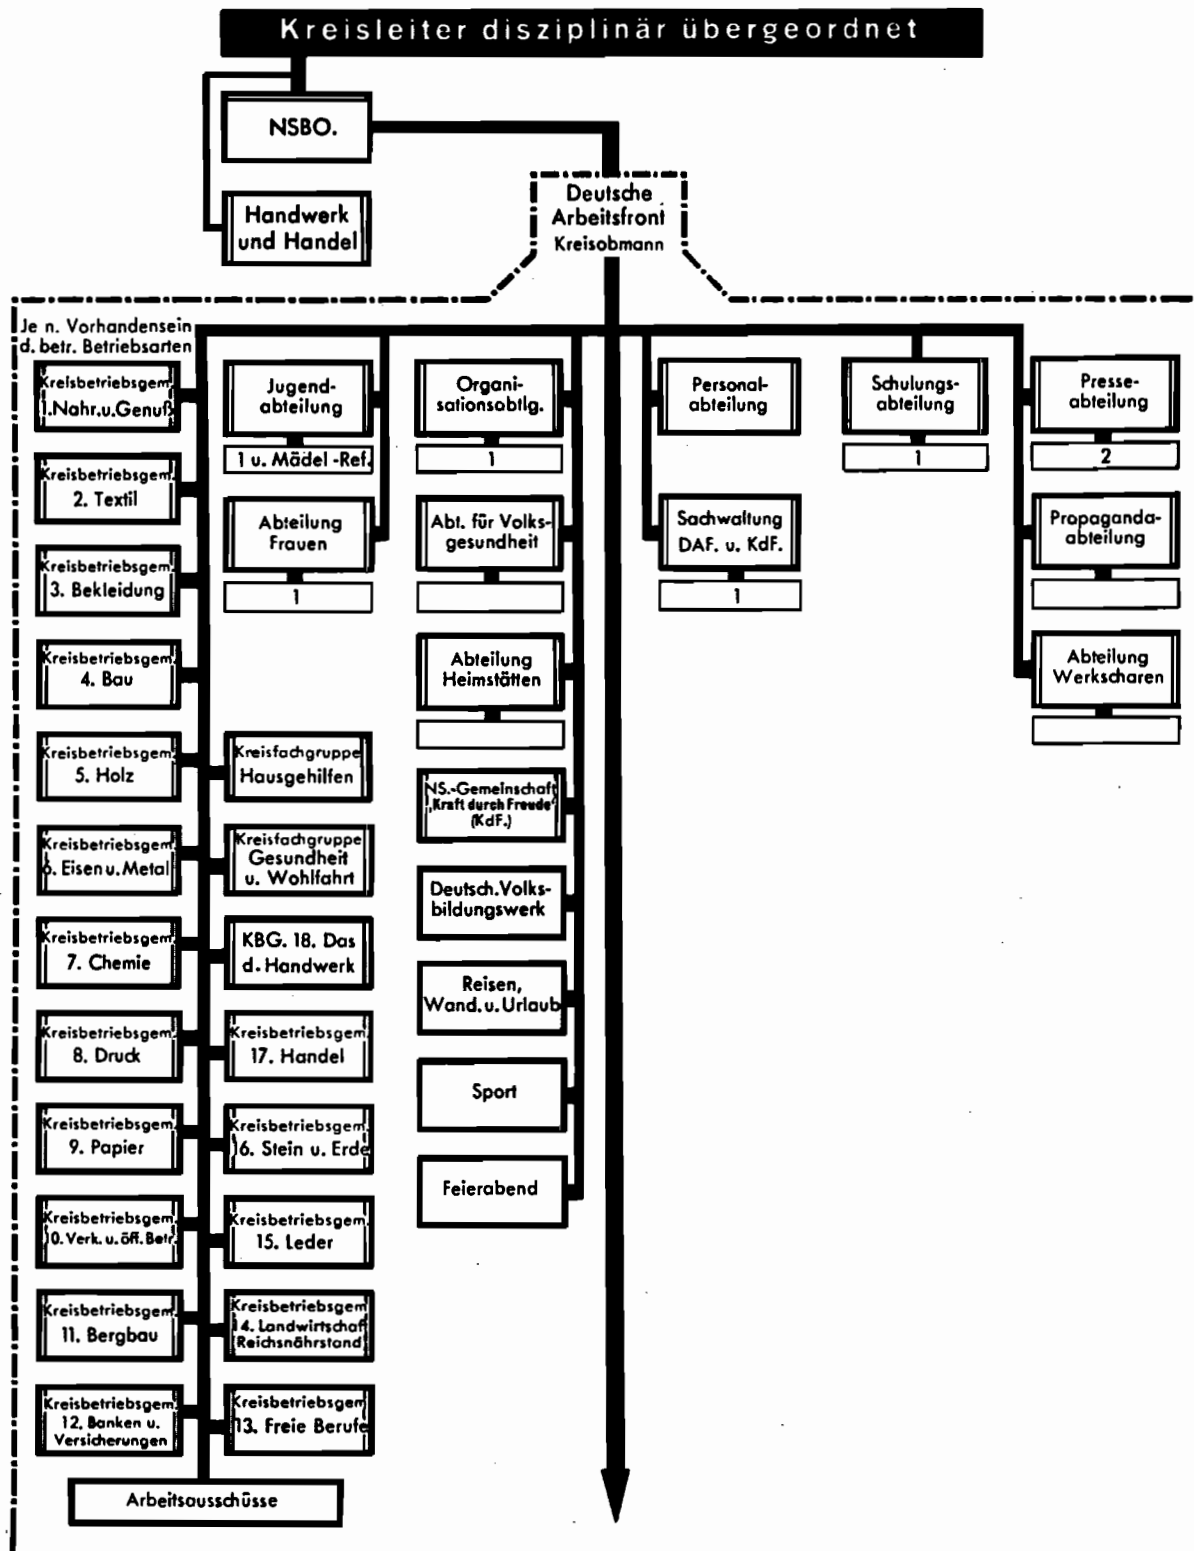 Kreisleiter disziplinär übergeordnet
NSBO.
Handwerk
und Handel
Deutsche
Arbeitsfront
Kreisobmann
Je n. Vorhandensein
d. betr. Betriebsarten
Kreisbetriebsgem.
1.Nahr.u.Genuß
Kreisbetriebsgem.
2. Textil
Kreisbetriebsgem.
3. Bekleidung
Kreisbetriebsgem.
4. Bau
Kreisbetriebsgem.
5. Holz
Kreisbetriebsgem.
6. Eisen u. Metal
Kreisbetriebsgem.
7. Chemie
Kreisbetriebsgem.
8. Druck
Kreisbetriebsgem.
9. Papier
Kreisbetriebsgem.
10. Verk. u. öff. Betr.
Kreisbetriebsgem.
11. Bergbau
Kreisbetriebsgem.
12. Banken u.
Versicherungen
Arbeitsausschüsse
Jugend-
abteilung
1 u. Mädel-Ref.
Abteilung
Frauen
1
Kreisfachgruppe
Hausgehilfen
Kreisfachgruppe
Gesundheit
u. Wohlfahrt
KBG. 18. Das
d. Handwerk
Kreisbetriebsgem.
17. Handel
Kreisbetriebsgem.
16. Stein u. Erde
Kreisbetriebsgem.
15. Leder
Kreisbetriebsgem
14. Landwirtschaf
Reichsnährstand
Kreisbetriebsgem
13. Freie Berufe
Organi-
sationsobtlg.
1
Abt. für Volks-
gesundheit
Abteilung
Heimstätten
NS.-Gemeinschaft
„Kraft durch Freude“
(KdF.)
Deutsch. Volks-
bildungswerk
Reisen,
Wand. u. Urlaub
Sport
Feierabend
Personal-
abteilung
Sachwaltung
DAF. u. KdF.
1
Schulungs-
abteilung
1
Presse-
abteilung
2
Propaganda-
abteilung
Abteilung
Werkscharen